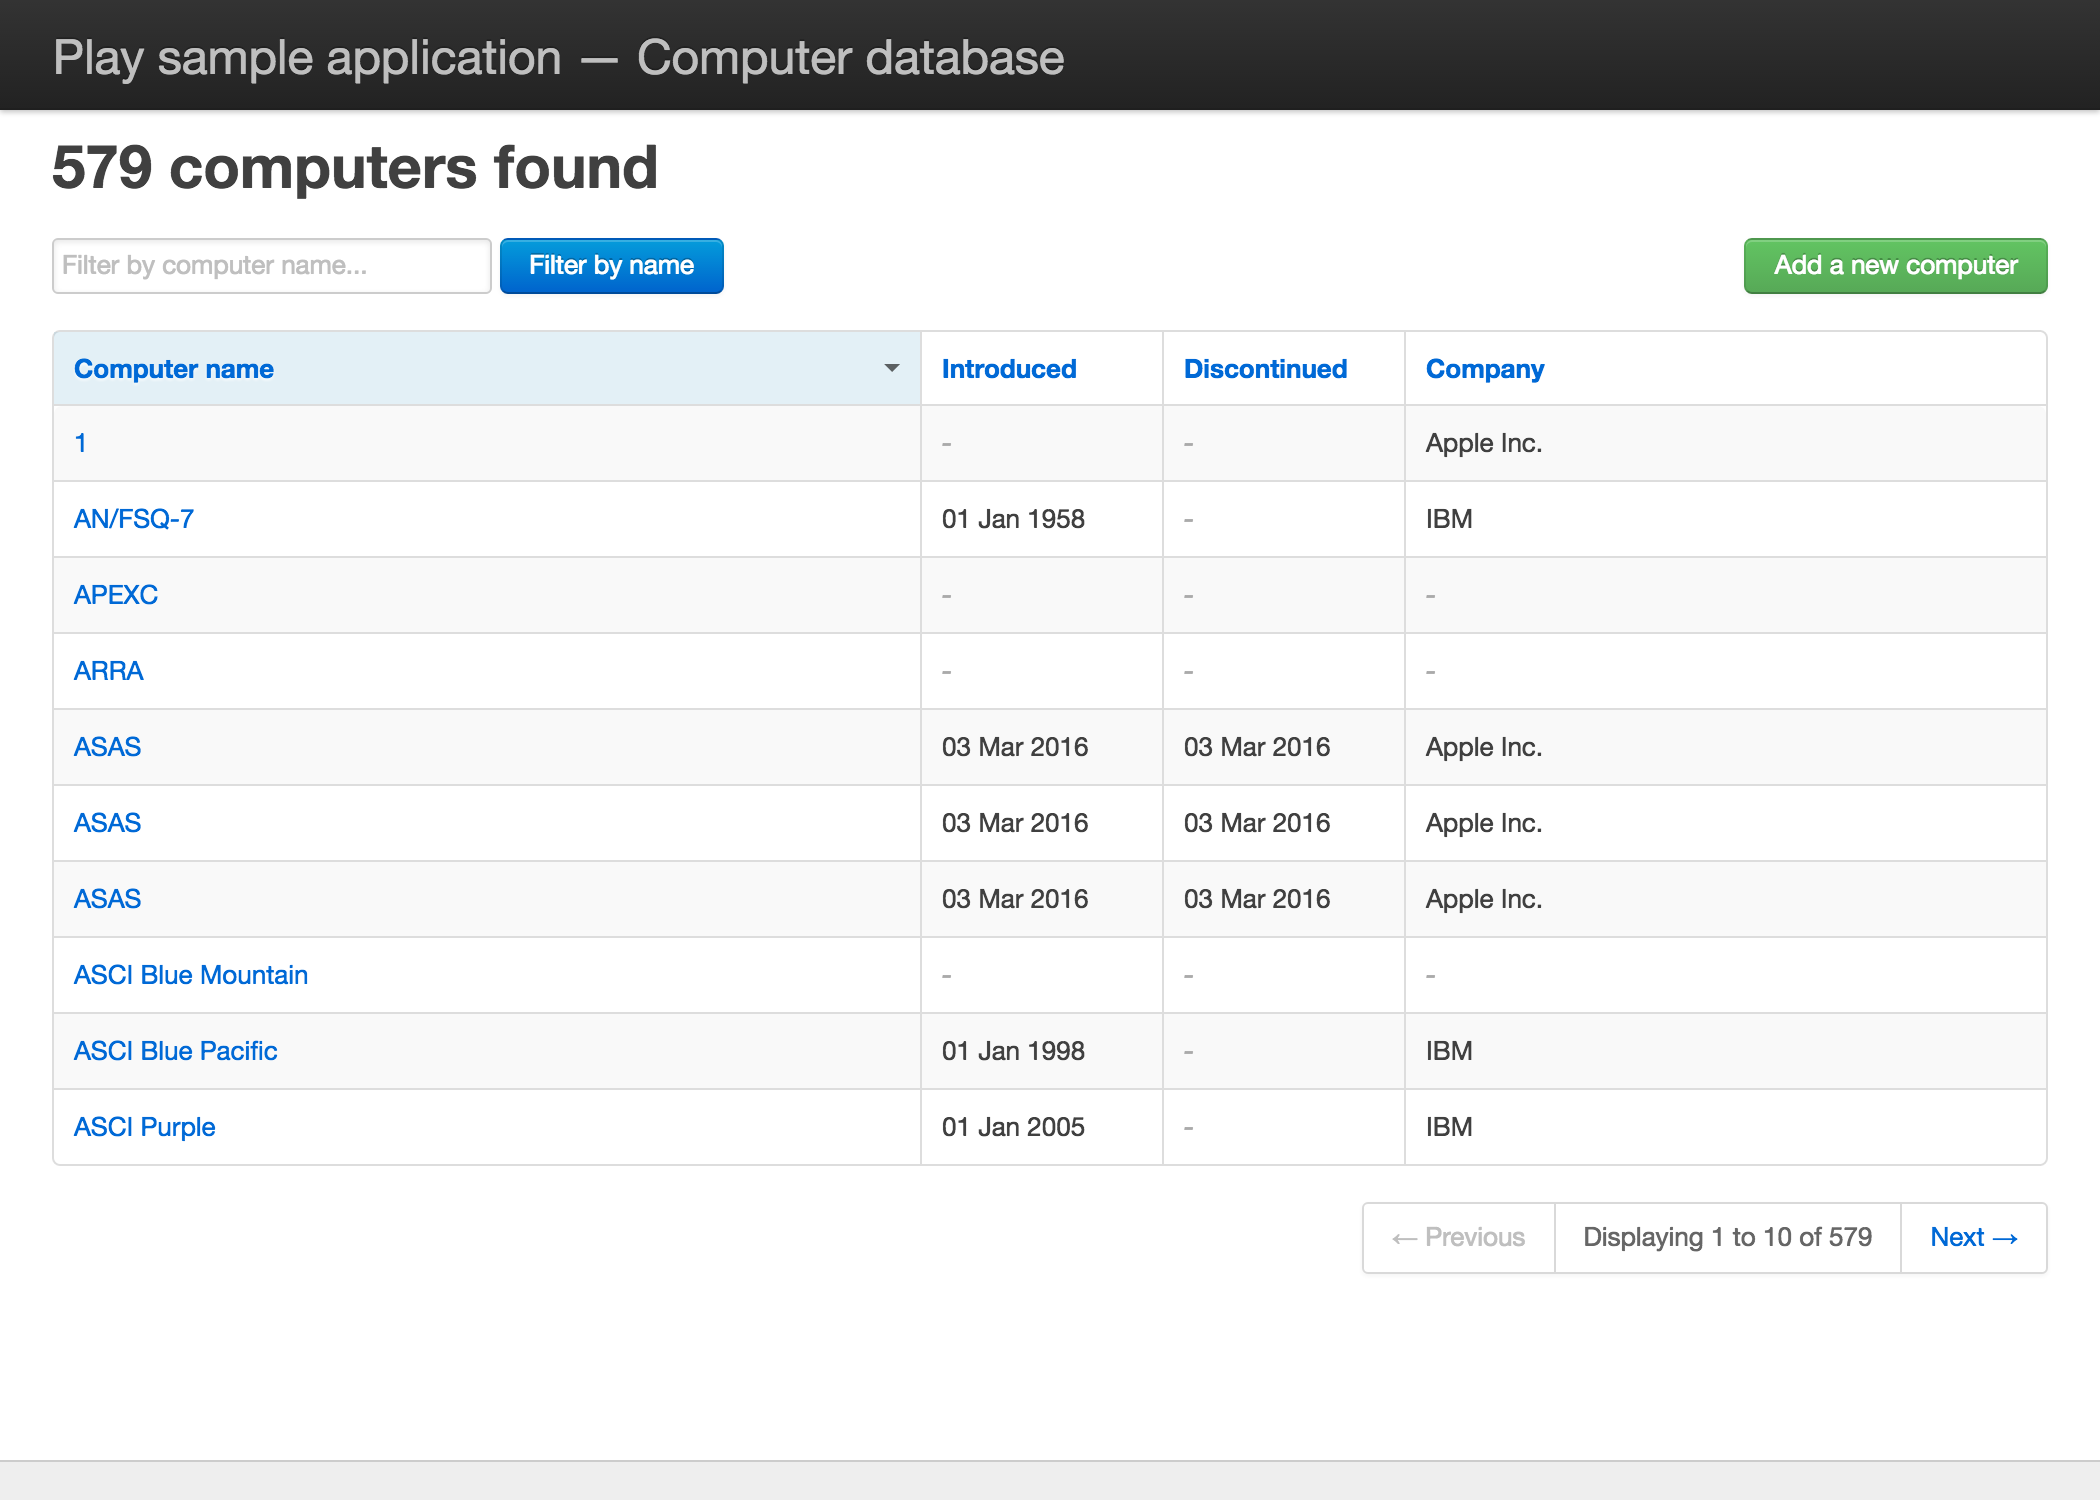 Play sample application — Computer database
579 computers found
Filter by computer name... Filter by name Add a new computer
Computer name Introduced Discontinued Company
1 - - Apple Inc.
AN/FSQ-7 01 Jan 1958 - IBM
APEXC - - -
ARRA - - -
ASAS 03 Mar 2016 03 Mar 2016 Apple Inc.
ASAS 03 Mar 2016 03 Mar 2016 Apple Inc.
ASAS 03 Mar 2016 03 Mar 2016 Apple Inc.
ASCI Blue Mountain - - -
ASCI Blue Pacific 01 Jan 1998 - IBM
ASCI Purple 01 Jan 2005 - IBM
← Previous Displaying 1 to 10 of 579 Next →